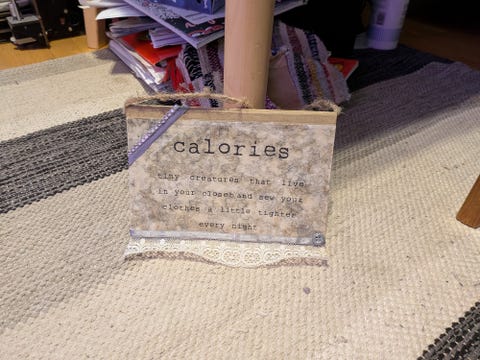 calories
tiny creatures that live
in your closet and sew your
clothes a little tighter
every night